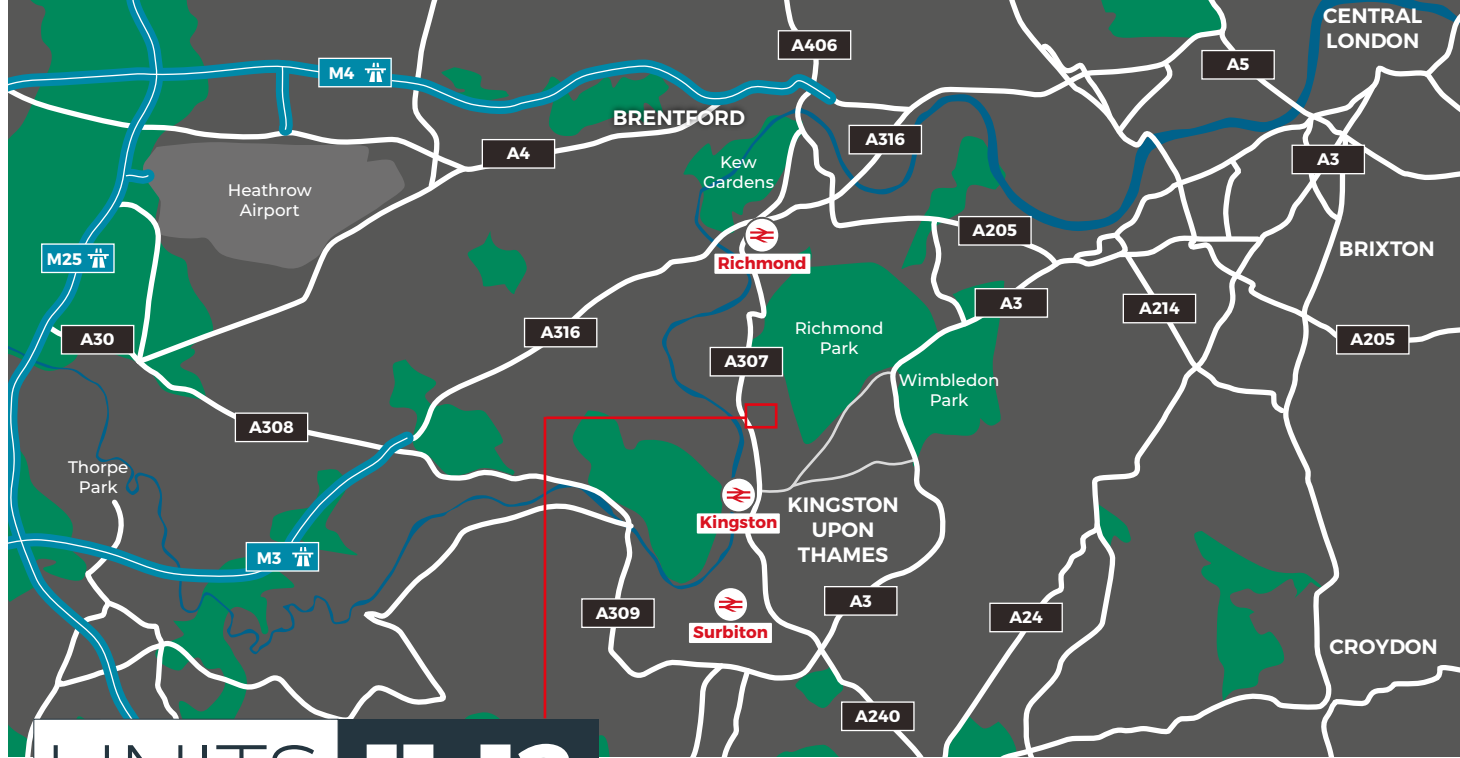 CENTRAL
LONDON
A406
A5
M4
BRENTFORD
A316
A4
A3
Kew
Gardens
Heathrow
Airport
A205
Richmond
M25
BRIXTON
A3
A214
A316
Richmond
Park
A30
A205
A307
Wimbledon
Park
A308
Thorpe
Park
Kingston
KINGSTON
UPON
THAMES
M3
A309
A3
A24
Surbiton
CROYDON
A240
UNITS